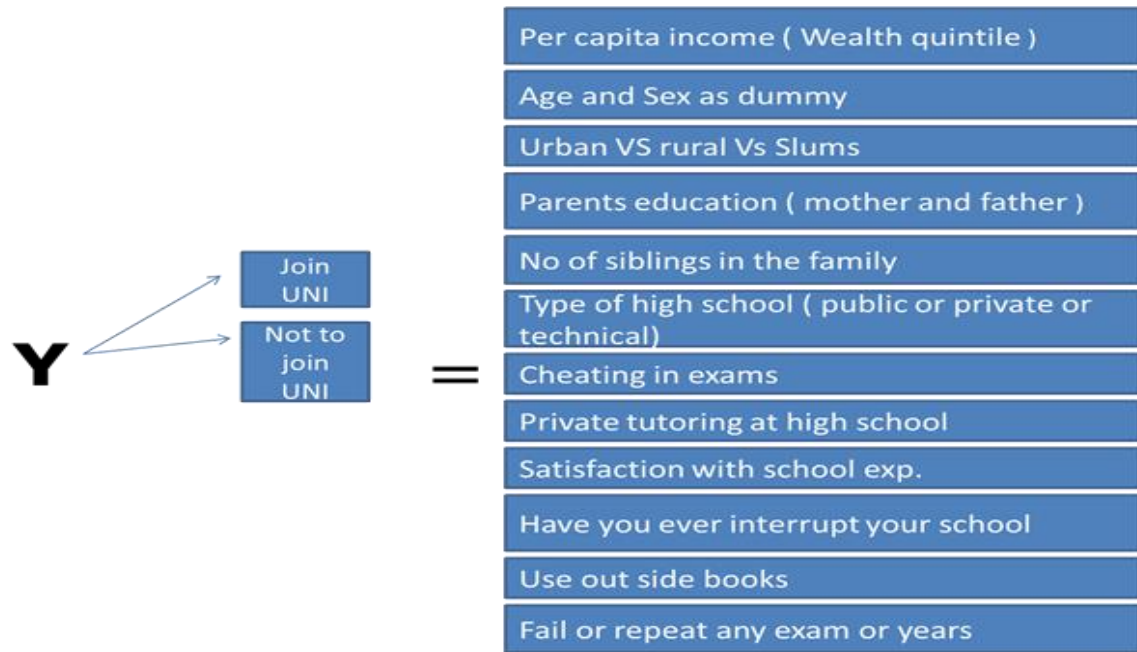 Y
Join
UNI
Not to
join
UNI
=
Per capita income ( Wealth quintile )
Age and Sex as dummy
Urban VS rural Vs Slums
Parents education ( mother and father )
No of siblings in the family
Type of high school ( public or private or
technical)
Cheating in exams
Private tutoring at high school
Satisfaction with school exp.
Have you ever interrupt your school
Use out side books
Fail or repeat any exam or years